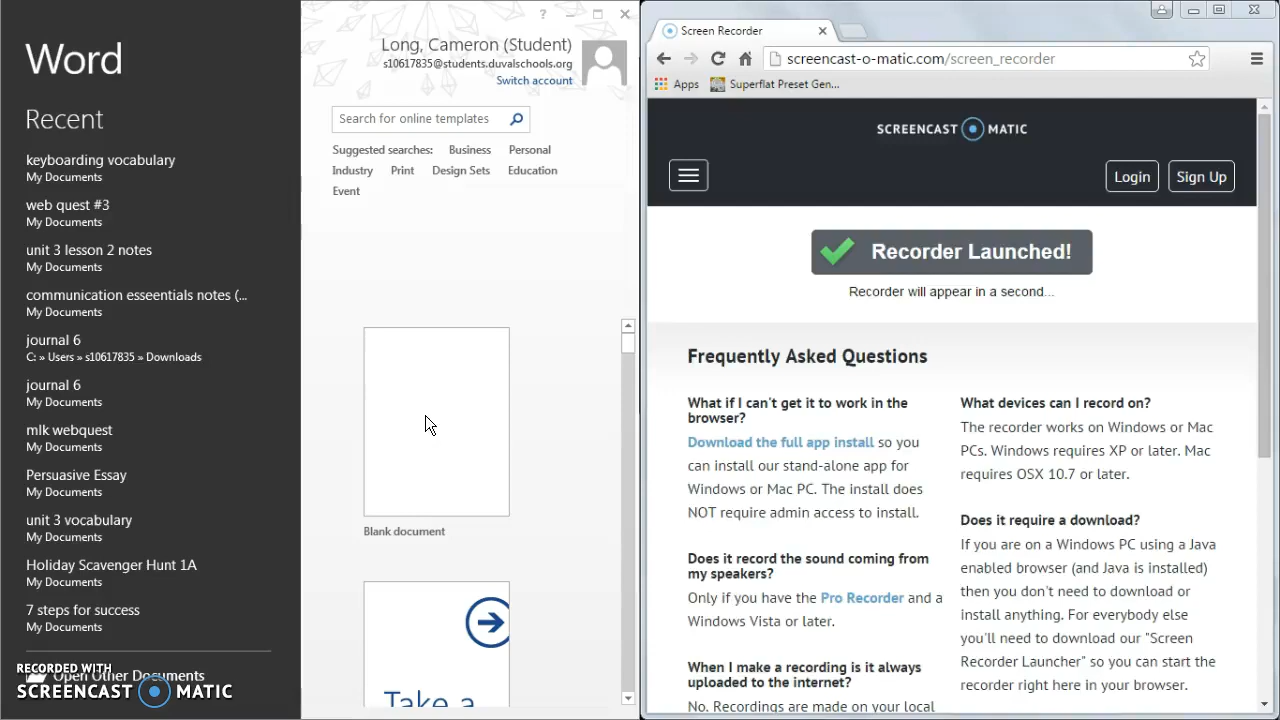 Word
Recent
keyboarding vocabulary
My Documents
web quest #3
My Documents
unit 3 lesson 2 notes
My Documents
communication esseentials notes (...
My Documents
journal 6
C: » Users » s10617835 » Downloads
journal 6
My Documents
mlk webquest
My Documents
Persuasive Essay
My Documents
unit 3 vocabulary
My Documents
Holiday Scavenger Hunt 1A
My Documents
7 steps for success
My Documents
Open Other Documents
RECORDED WITH
SCREENCAST MATIC
Long, Cameron (Student)
s10617835@students.duvalschools.org
Switch account
Search for online templates
Suggested searches: Business Personal
Industry Print Design Sets Education
Event
Blank document
Take a
Screen Recorder
screencast-o-matic.com/screen_recorder
Apps Superflat Preset Gen...
SCREENCAST MATIC
Login Sign Up
Recorder Launched!
Recorder will appear in a second...
Frequently Asked Questions
What if I can't get it to work in the
browser?
Download the full app install so you
can install our stand-alone app for
Windows or Mac PC. The install does
NOT require admin access to install.
Does it record the sound coming from
my speakers?
Only if you have the Pro Recorder and a
Windows Vista or later.
When I make a recording is it always
uploaded to the internet?
No. Recordings are made on your local
What devices can I record on?
The recorder works on Windows or Mac
PCs. Windows requires XP or later. Mac
requires OSX 10.7 or later.
Does it require a download?
If you are on a Windows PC using a Java
enabled browser (and Java is installed)
then you don't need to download or
install anything. For everybody else
you'll need to download our "Screen
Recorder Launcher" so you can start the
recorder right here in your browser.